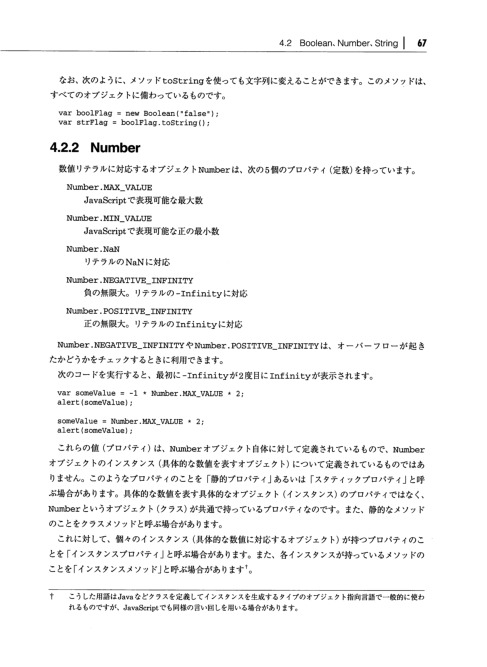 4.2 Boolean、Number、String | 67
なお、次のように、メソッドtoStringを使っても文字列に変えることができます。このメソッドは、
すべてのオブジェクトに備わっているものです。
var boolFlag = new Boolean("false");
var strFlag = boolFlag.toString();
4.2.2 Number
数値リテラルに対応するオブジェクトNumberは、次の5個のプロパティ(定数)を持っています。
Number.MAX_VALUE
JavaScriptで表現可能な最大数
Number.MIN_VALUE
JavaScriptで表現可能な正の最小数
Number.NaN
リテラルのNaNに対応
Number.NEGATIVE_INFINITY
負の無限大。リテラルの-Infinityに対応
Number.POSITIVE_INFINITY
正の無限大。リテラルのInfinityに対応
Number.NEGATIVE_INFINITYやNumber.POSITIVE_INFINITYは、オーバーフローが起き
たかどうかをチェックするときに利用できます。
次のコードを実行すると、最初に-Infinityが2度目にInfinityが表示されます。
var someValue = -1 * Number.MAX_VALUE * 2;
alert(someValue);
someValue = Number.MAX_VALUE * 2;
alert(someValue);
これらの値(プロパティ)は、Numberオブジェクト自体に対して定義されているもので、Number
オブジェクトのインスタンス(具体的な数値を表すオブジェクト)について定義されているものではあ
りません。このようなプロパティのことを「静的プロパティ」あるいは「スタティックプロパティ」と呼
ぶ場合があります。具体的な数値を表す具体的なオブジェクト(インスタンス)のプロパティではなく、
Numberというオブジェクト(クラス)が共通で持っているプロパティなのです。また、静的なメソッド
のことをクラスメソッドと呼ぶ場合があります。
これに対して、個々のインスタンス(具体的な数値に対応するオブジェクト)が持つプロパティのこ
とを「インスタンスプロパティ」と呼ぶ場合があります。また、各インスタンスが持っているメソッドの
ことを「インスタンスメソッド」と呼ぶ場合があります†。
† こうした用語はJavaなどクラスを定義してインスタンスを生成するタイプのオブジェクト指向言語で一般的に使わ
れるものですが、JavaScriptでも同様の言い回しを用いる場合があります。